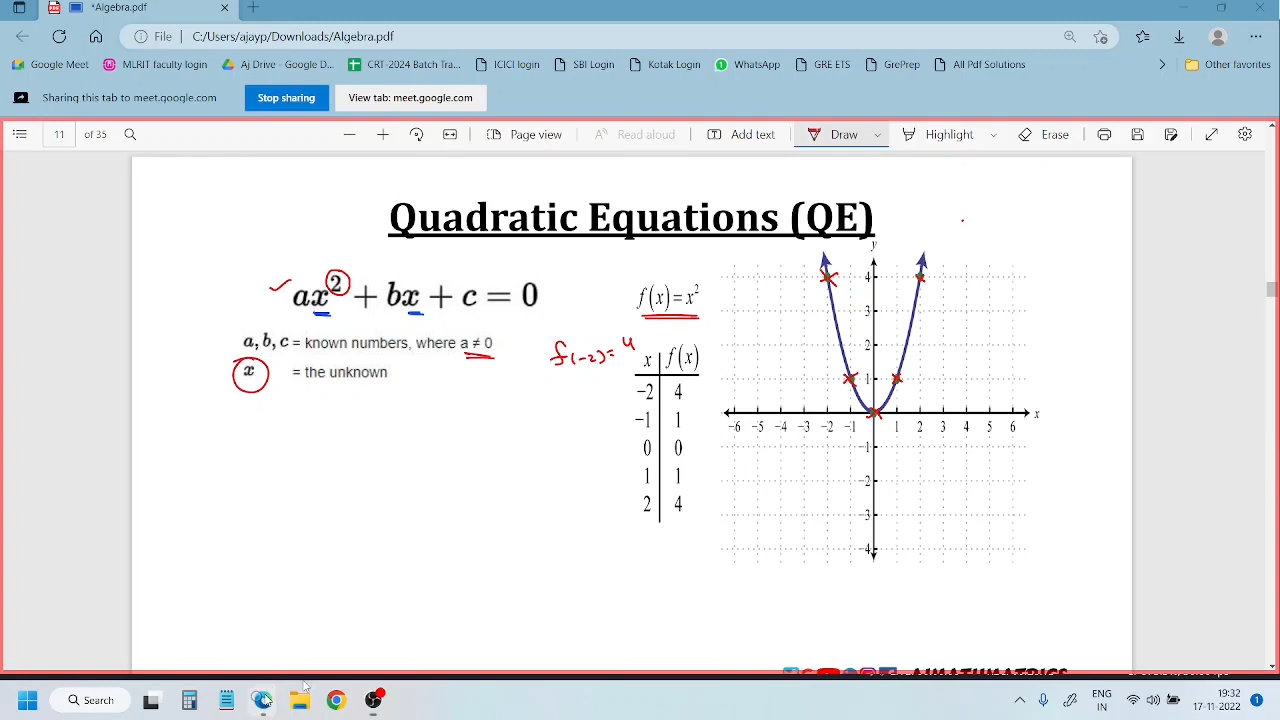 *Algebra.pdf
File
C:/Users/ajayp/Downloads/Algebra.pdf
Google Meet MLRIT faculty login Aj Drive - Google D... CRT-2024 Batch Tra... ICICI login SBI Login Kotak Login WhatsApp GRE ETS GrePrep All Pdf Solutions Other favorites
Sharing this tab to meet.google.com Stop sharing View tab: meet.google.com
11 of 35 Page view Read aloud Add text Draw Highlight Erase
Quadratic Equations (QE)
ax² + bx + c = 0
a, b, c = known numbers, where a ≠ 0
x = the unknown
f(x) = x²
f(-2) = 4
x f(x)
−2 4
−1 1
0 0
1 1
2 4
y
4
3
2
1
x
−6 −5 −4 −3 −2 −1 1 2 3 4 5 6
−1
−2
−3
−4
Search
ENG
IN
19:32
17-11-2022
1